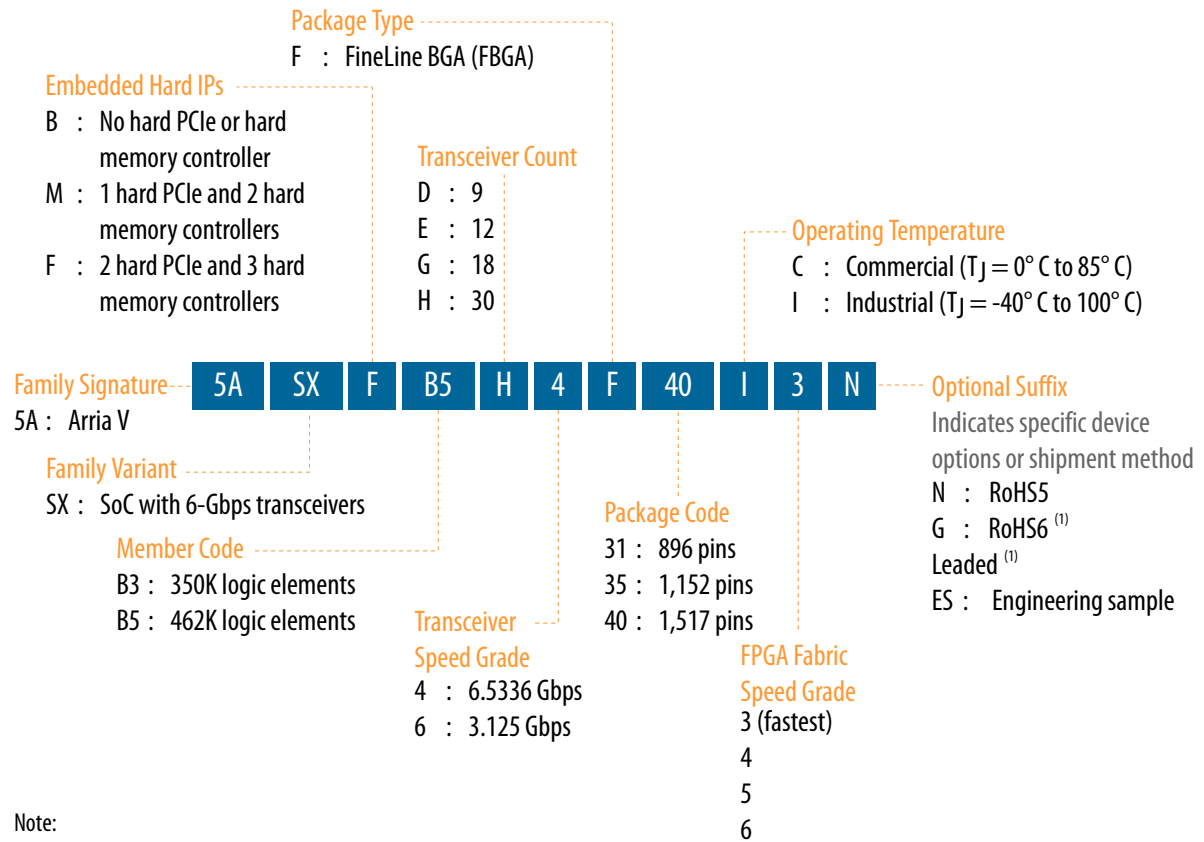 Package Type
F : FineLine BGA (FBGA)
Embedded Hard IPs
B : No hard PCIe or hard
memory controller
M : 1 hard PCIe and 2 hard
memory controllers
F : 2 hard PCIe and 3 hard
memory controllers
Transceiver Count
D : 9
E : 12
G : 18
H : 30
Operating Temperature
C : Commercial (TJ = 0° C to 85° C)
I : Industrial (TJ = -40° C to 100° C)
Family Signature
5A : Arria V
5A SX F B5 H 4 F 40 I 3 N
Optional Suffix
Indicates specific device
options or shipment method
N : RoHS5
G : RoHS6 (1)
Leaded (1)
ES : Engineering sample
Family Variant
SX : SoC with 6-Gbps transceivers
Member Code
B3 : 350K logic elements
B5 : 462K logic elements
Transceiver
Speed Grade
4 : 6.5336 Gbps
6 : 3.125 Gbps
Package Code
31 : 896 pins
35 : 1,152 pins
40 : 1,517 pins
FPGA Fabric
Speed Grade
3 (fastest)
4
5
6
Note: